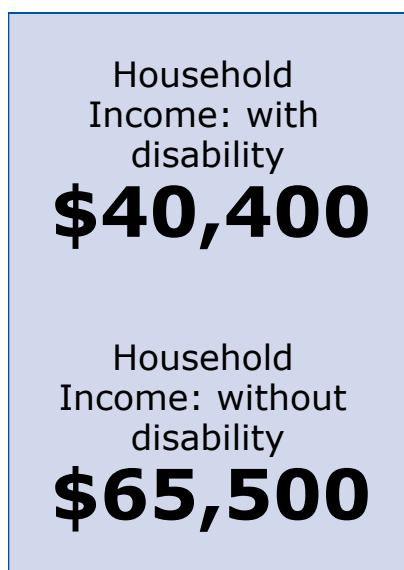 Household
Income: with
disability
$40,400
Household
Income: without
disability
$65,500